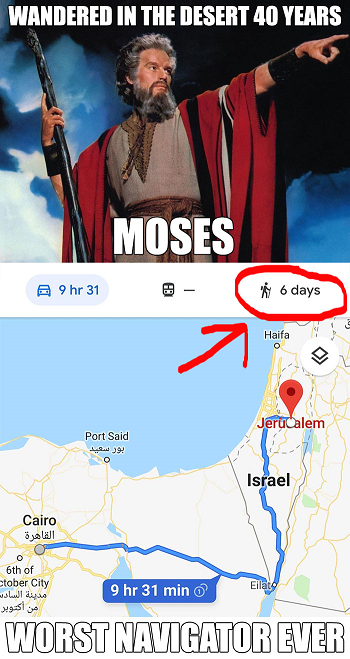 WANDERED IN THE DESERT 40 YEARS
MOSES
9 hr 31
—
6 days
Haifa
Jerusalem
Port Said
بور سعيد
Israel
Cairo
القاهرة
6th of
ctober City
مدينة السادس
من أكتوبر
9 hr 31 min
Eilat
WORST NAVIGATOR EVER